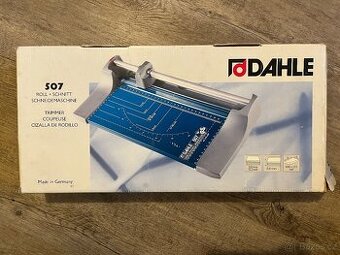 DAHLE
507
ROLL + SCHNITT
SCHNEIDEMASCHINE
TRIMMER
COUPEUSE
CIZALLA DE RODILLO
Made in Germany